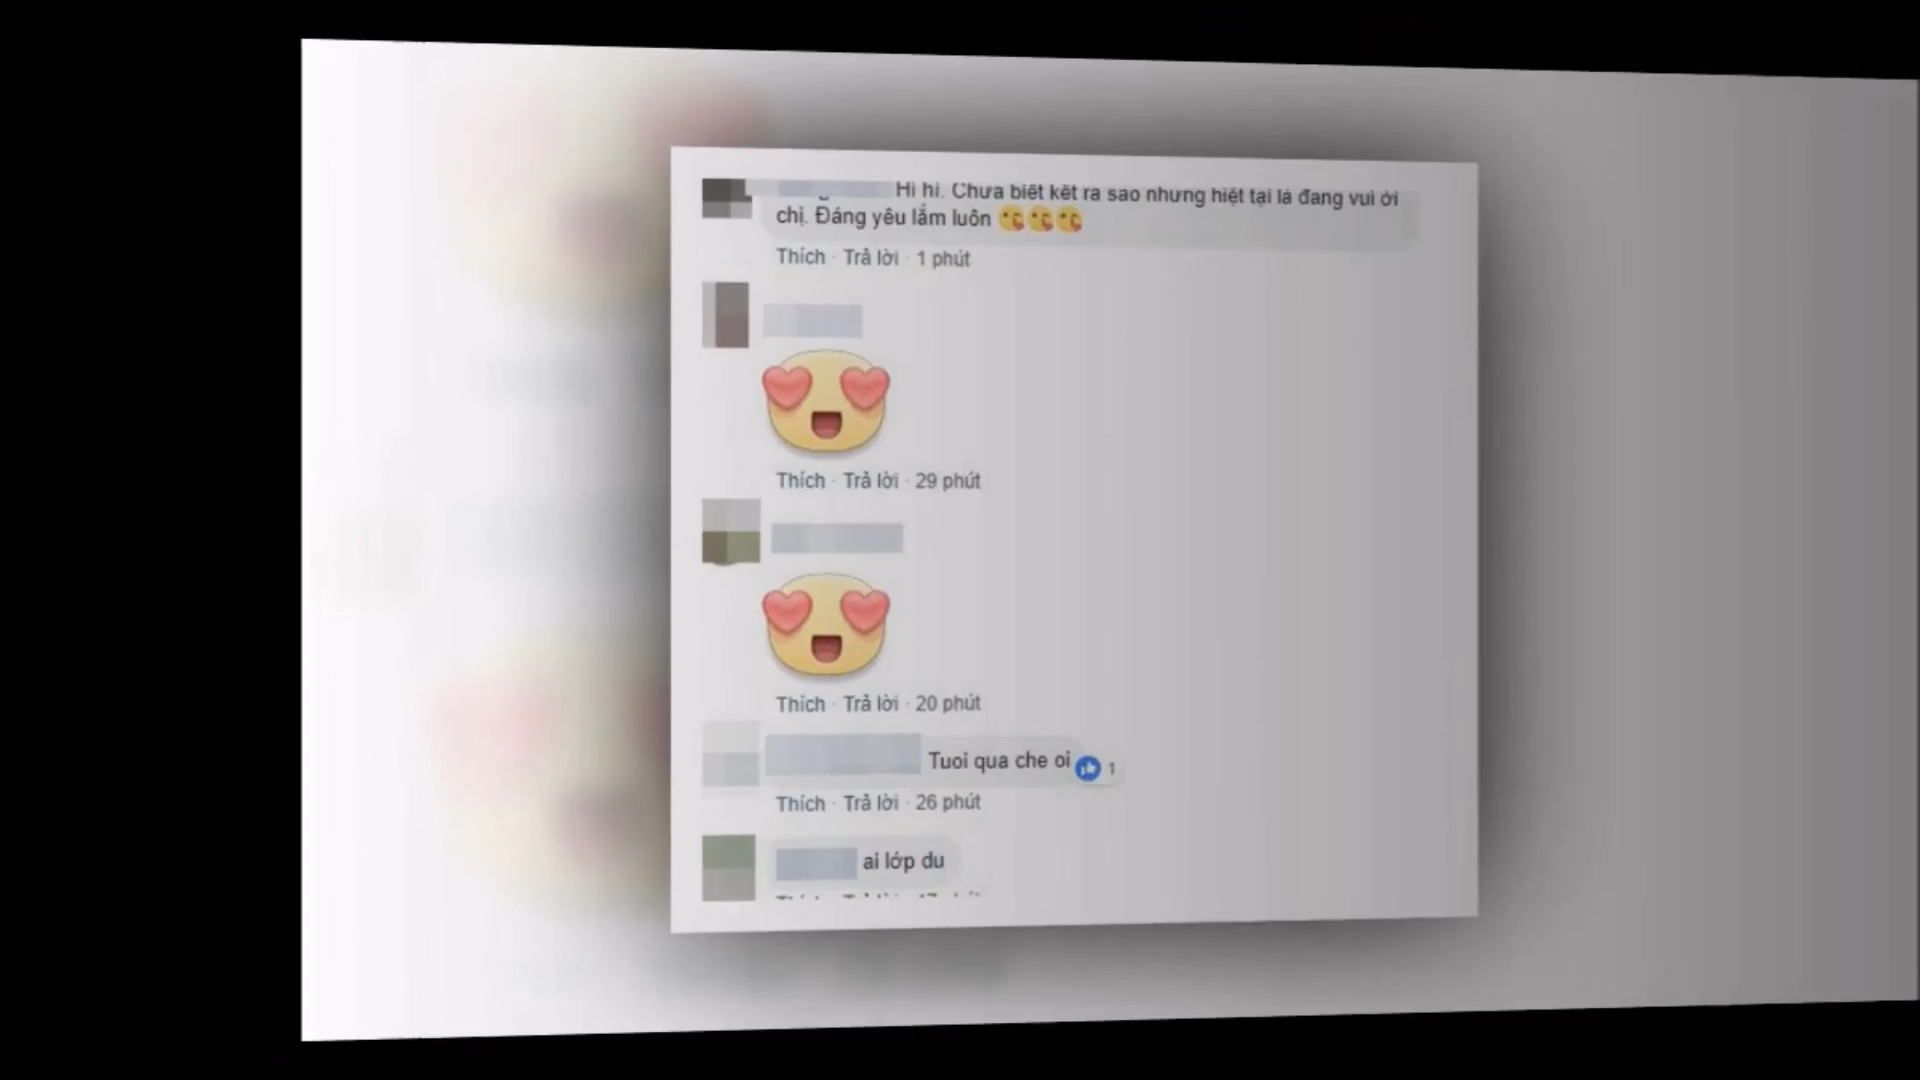 Hi hi. Chưa biết kết ra sao nhưng hiệt tại là đang vui ới
chị. Đáng yêu lắm luôn
Thích · Trả lời · 1 phút
Thích · Trả lời · 29 phút
Thích · Trả lời · 20 phút
Tuoi qua che oi 1
Thích · Trả lời · 26 phút
ai lớp du